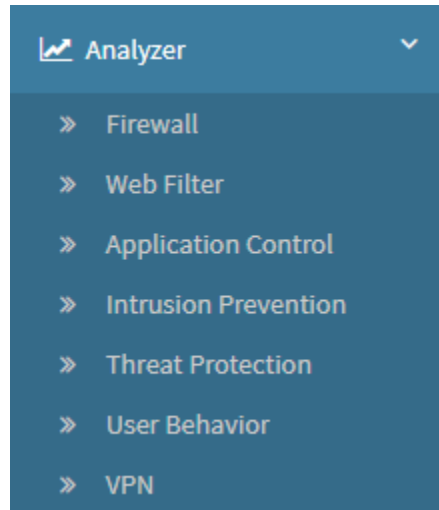 Analyzer
Firewall
Web Filter
Application Control
Intrusion Prevention
Threat Protection
User Behavior
VPN